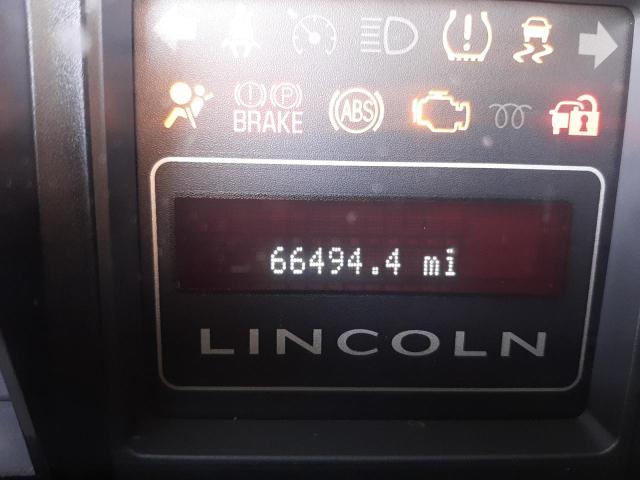 (!) (P) ABS
BRAKE
66494.4 mi
LINCOLN